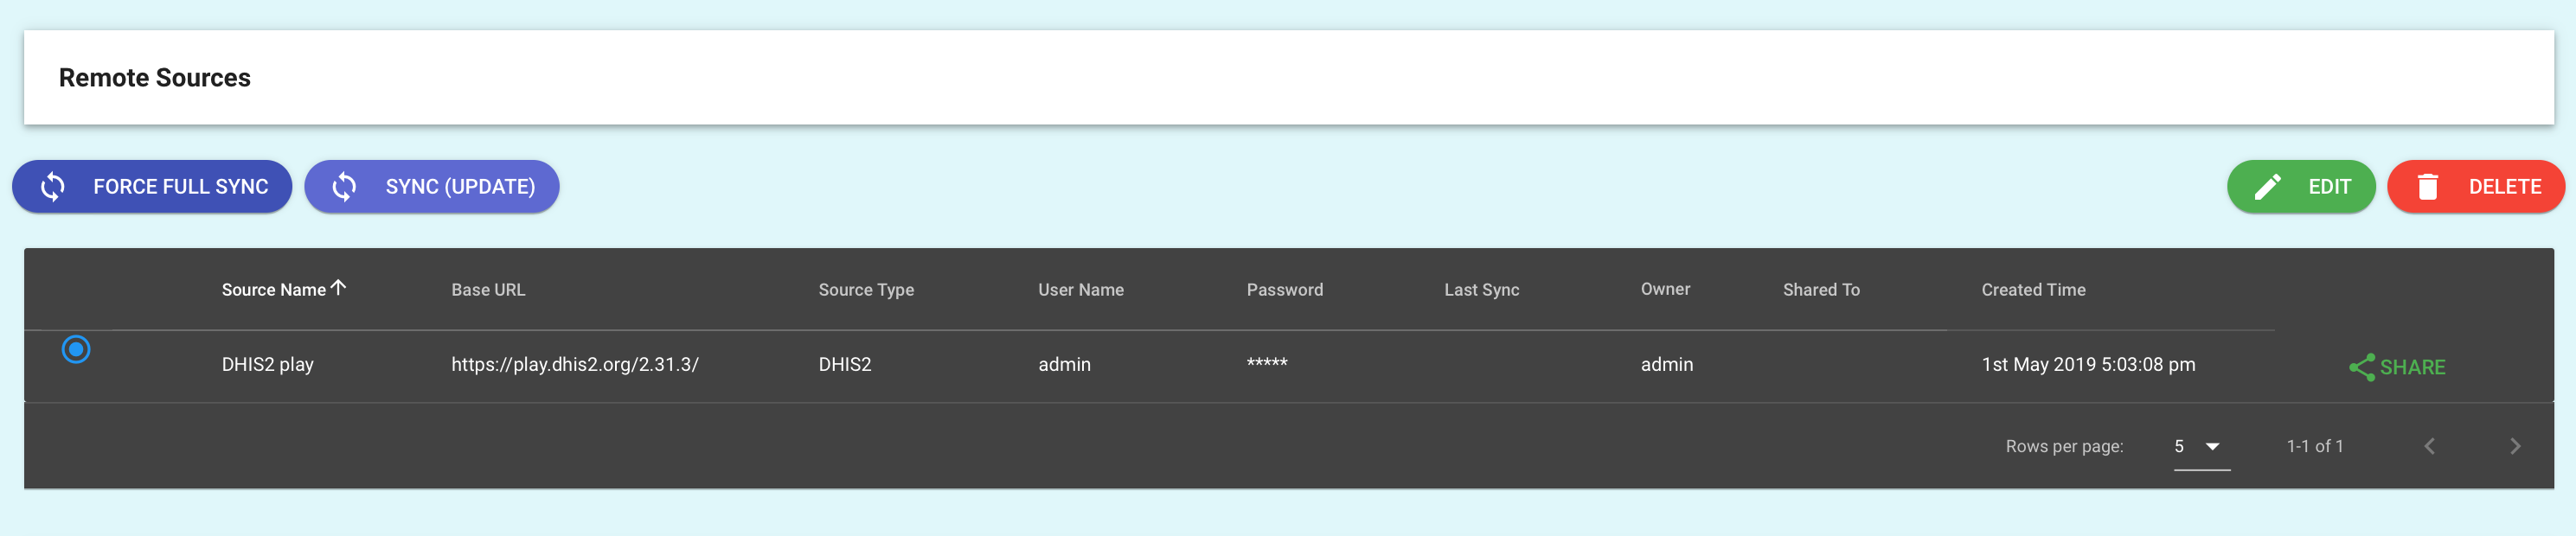 Remote Sources
FORCE FULL SYNC SYNC (UPDATE) EDIT DELETE
Source Name Base URL Source Type User Name Password Last Sync Owner Shared To Created Time
DHIS2 play https://play.dhis2.org/2.31.3/ DHIS2 admin ***** admin 1st May 2019 5:03:08 pm SHARE
Rows per page: 5 1-1 of 1